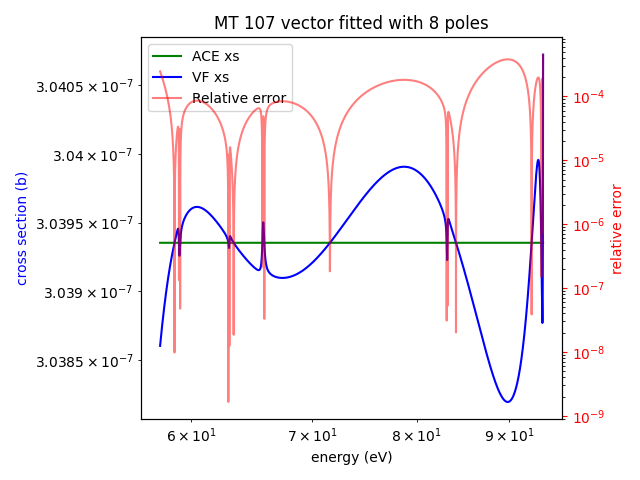 MT 107 vector fitted with 8 poles
ACE xs
VF xs
Relative error
3.0405 × 10⁻⁷
3.04 × 10⁻⁷
3.0395 × 10⁻⁷
3.039 × 10⁻⁷
3.0385 × 10⁻⁷
cross section (b)
10⁻⁴
10⁻⁵
10⁻⁶
10⁻⁷
10⁻⁸
10⁻⁹
relative error
6 × 10¹
7 × 10¹
8 × 10¹
9 × 10¹
energy (eV)